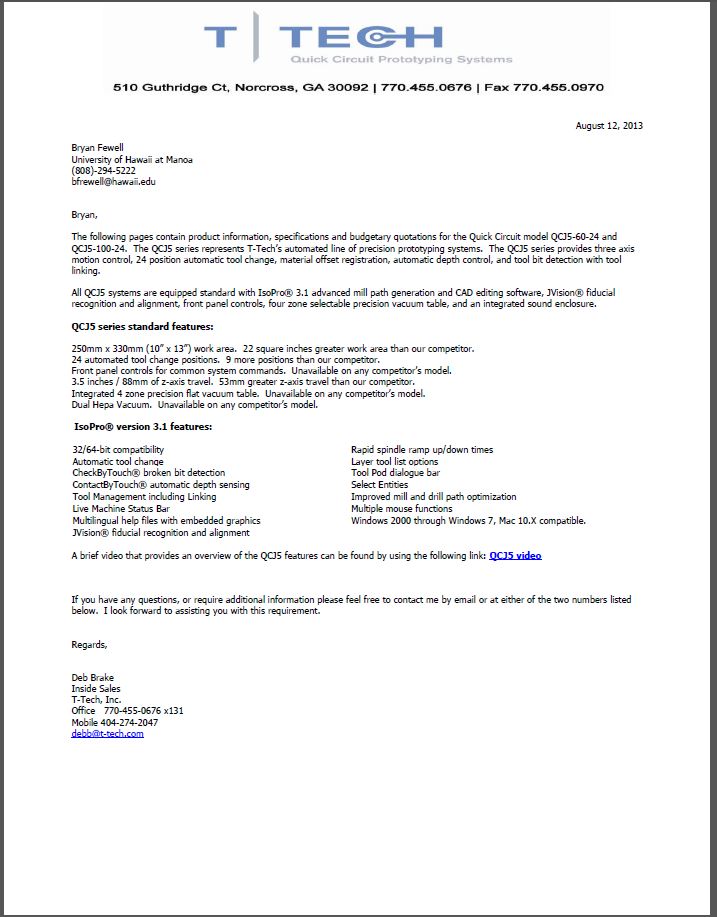 T TECH
Quick Circuit Prototyping Systems
510 Guthridge Ct, Norcross, GA 30092 | 770.455.0676 | Fax 770.455.0970
August 12, 2013
Bryan Fewell
University of Hawaii at Manoa
(808)-294-5222
bfrewell@hawaii.edu
Bryan,
The following pages contain product information, specifications and budgetary quotations for the Quick Circuit model QCJ5-60-24 and
QCJ5-100-24. The QCJ5 series represents T-Tech's automated line of precision prototyping systems. The QCJ5 series provides three axis
motion control, 24 position automatic tool change, material offset registration, automatic depth control, and tool bit detection with tool
linking.
All QCJ5 systems are equipped standard with IsoPro® 3.1 advanced mill path generation and CAD editing software, JVision® fiducial
recognition and alignment, front panel controls, four zone selectable precision vacuum table, and an integrated sound enclosure.
QCJ5 series standard features:
250mm x 330mm (10" x 13") work area. 22 square inches greater work area than our competitor.
24 automated tool change positions. 9 more positions than our competitor.
Front panel controls for common system commands. Unavailable on any competitor's model.
3.5 inches / 88mm of z-axis travel. 53mm greater z-axis travel than our competitor.
Integrated 4 zone precision flat vacuum table. Unavailable on any competitor's model.
Dual Hepa Vacuum. Unavailable on any competitor's model.
IsoPro® version 3.1 features:
32/64-bit compatibility
Automatic tool change
CheckByTouch® broken bit detection
ContactByTouch® automatic depth sensing
Tool Management including Linking
Live Machine Status Bar
Multilingual help files with embedded graphics
JVision® fiducial recognition and alignment
Rapid spindle ramp up/down times
Layer tool list options
Tool Pod dialogue bar
Select Entities
Improved mill and drill path optimization
Multiple mouse functions
Windows 2000 through Windows 7, Mac 10.X compatible.
A brief video that provides an overview of the QCJ5 features can be found by using the following link: QCJ5 video
If you have any questions, or require additional information please feel free to contact me by email or at either of the two numbers listed
below. I look forward to assisting you with this requirement.
Regards,
Deb Brake
Inside Sales
T-Tech, Inc.
Office 770-455-0676 x131
Mobile 404-274-2047
debb@t-tech.com